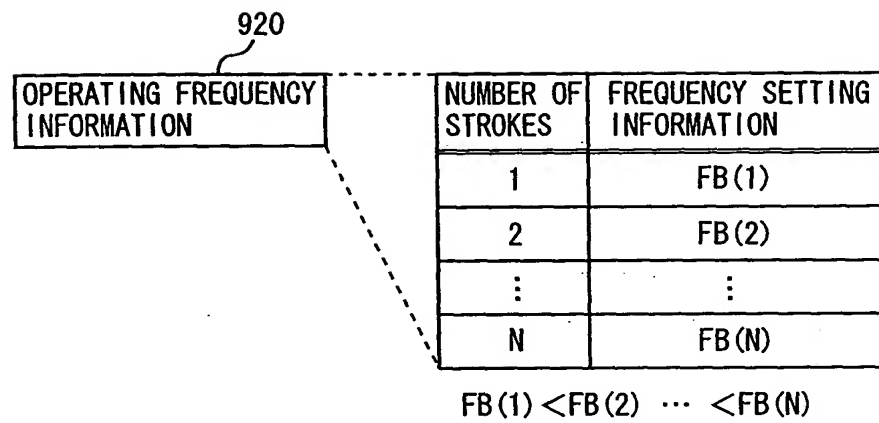 920
OPERATING FREQUENCY
INFORMATION
NUMBER OF
STROKES
FREQUENCY SETTING
INFORMATION
1
FB(1)
2
FB(2)
⋮
⋮
N
FB(N)
FB(1) <FB(2) ⋯ <FB(N)